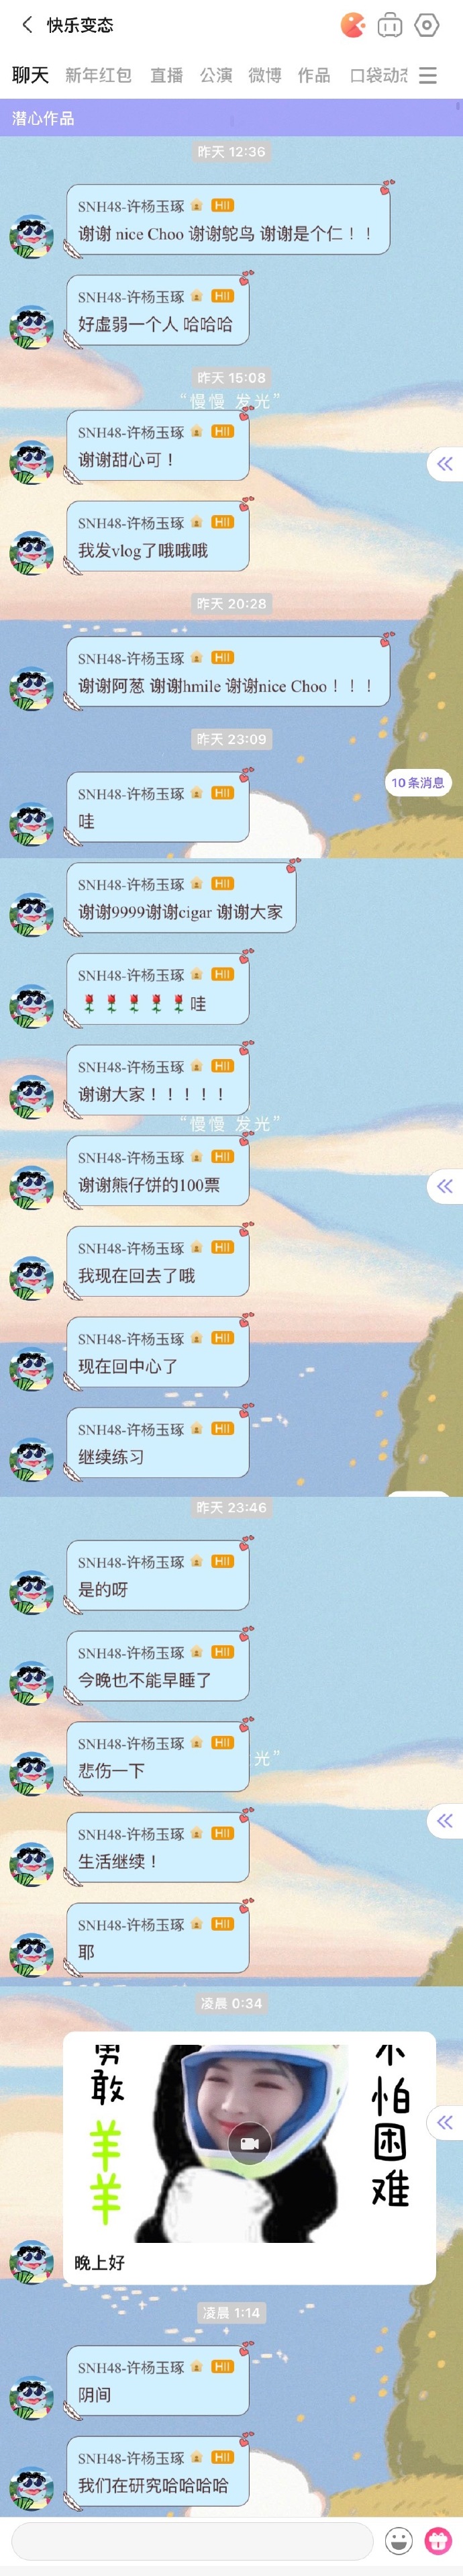 快乐变态
聊天 新年红包 直播 公演 微博 作品 口袋动态
潜心作品
昨天 12:36
SNH48-许杨玉琢 HII
谢谢 nice Choo 谢谢鸵鸟 谢谢是个仁！！
SNH48-许杨玉琢 HII
好虚弱一个人 哈哈哈
昨天 15:08
“慢慢 发光”
SNH48-许杨玉琢 HII
谢谢甜心可！
SNH48-许杨玉琢 HII
我发vlog了哦哦哦
昨天 20:28
SNH48-许杨玉琢 HII
谢谢阿葱 谢谢hmile 谢谢nice Choo！！！
昨天 23:09
10条消息
SNH48-许杨玉琢 HII
哇
SNH48-许杨玉琢 HII
谢谢9999谢谢cigar 谢谢大家
SNH48-许杨玉琢 HII
🌹🌹🌹🌹🌹哇
SNH48-许杨玉琢 HII
谢谢大家！！！！！
“慢慢 发光”
SNH48-许杨玉琢 HII
谢谢熊仔饼的100票
SNH48-许杨玉琢 HII
我现在回去了哦
SNH48-许杨玉琢 HII
现在回中心了
SNH48-许杨玉琢 HII
继续练习
昨天 23:46
SNH48-许杨玉琢 HII
是的呀
SNH48-许杨玉琢 HII
今晚也不能早睡了
SNH48-许杨玉琢 HII
光”
悲伤一下
SNH48-许杨玉琢 HII
生活继续！
SNH48-许杨玉琢 HII
耶
凌晨 0:34
勇敢羊羊
不怕困难
晚上好
凌晨 1:14
SNH48-许杨玉琢 HII
阴间
SNH48-许杨玉琢 HII
我们在研究哈哈哈哈